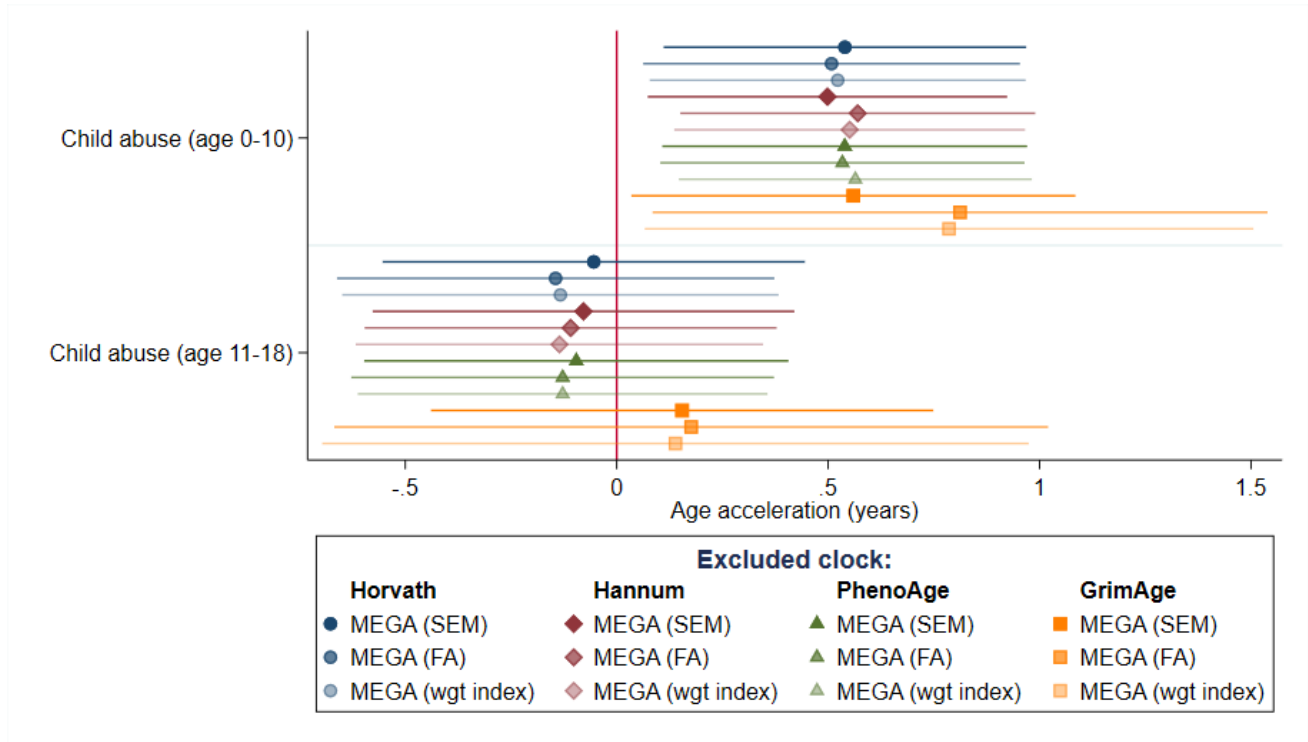 Child abuse (age 0-10)
Child abuse (age 11-18)
-.5 0 .5 1 1.5
Age acceleration (years)
Excluded clock:
Horvath Hannum PhenoAge GrimAge
MEGA (SEM) MEGA (SEM) MEGA (SEM) MEGA (SEM)
MEGA (FA) MEGA (FA) MEGA (FA) MEGA (FA)
MEGA (wgt index) MEGA (wgt index) MEGA (wgt index) MEGA (wgt index)